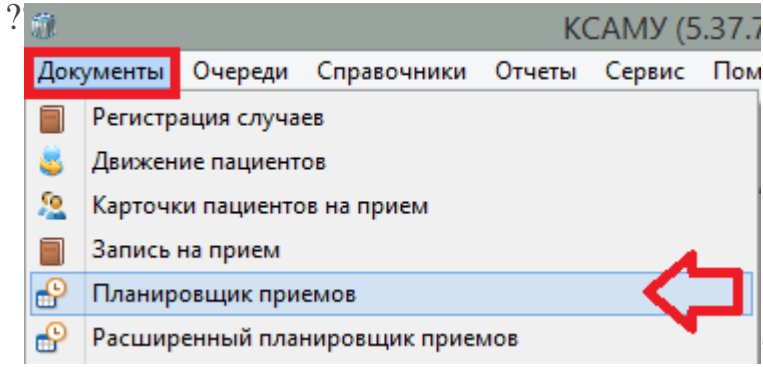 ?
КСАМУ (5.37.7
Документы Очереди Справочники Отчеты Сервис Пом
Регистрация случаев
Движение пациентов
Карточки пациентов на прием
Запись на прием
Планировщик приемов
Расширенный планировщик приемов